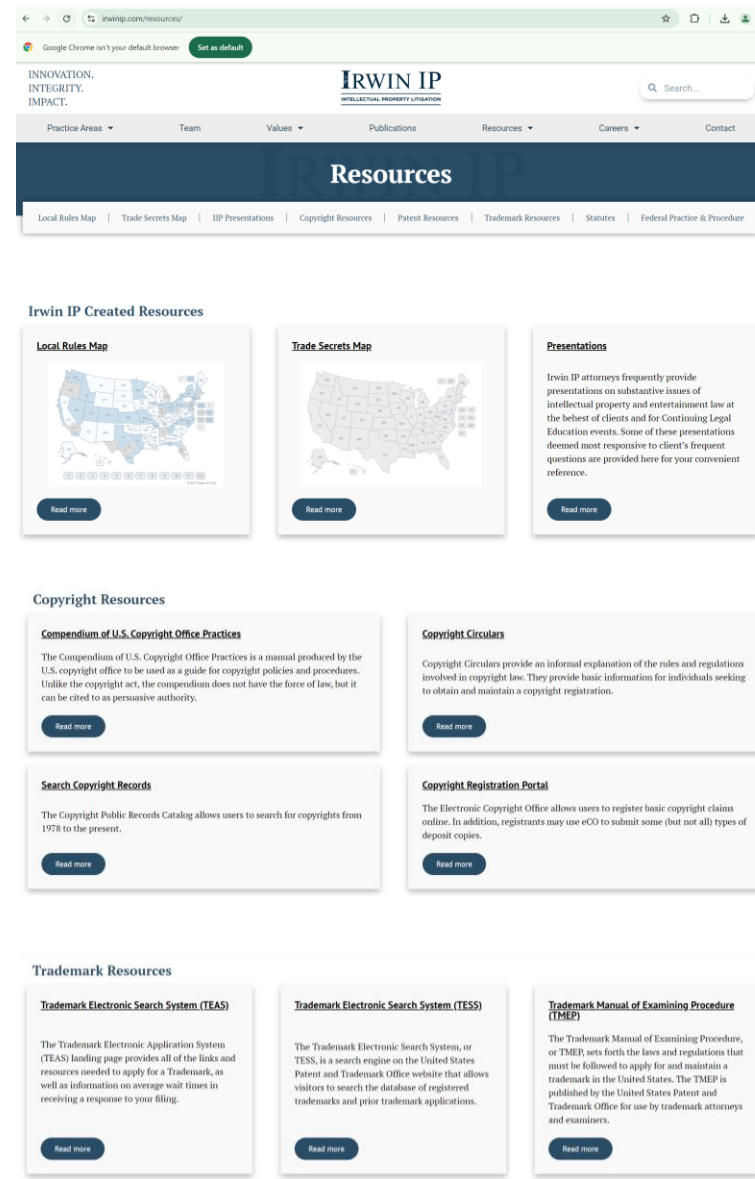 irwinip.com/resources/
Google Chrome isn't your default browser Set as default
INNOVATION.
INTEGRITY.
IMPACT.
IRWIN IP
INTELLECTUAL PROPERTY LITIGATION
Search...
Practice Areas Team Values Publications Resources Careers Contact
IRWIN IP
Resources
Local Rules Map | Trade Secrets Map | IIP Presentations | Copyright Resources | Patent Resources | Trademark Resources | Statutes | Federal Practice & Procedure
Irwin IP Created Resources
Local Rules Map
Read more
Trade Secrets Map
Read more
Presentations
Irwin IP attorneys frequently provide
presentations on substantive issues of
intellectual property and entertainment law at
the behest of clients and for Continuing Legal
Education events. Some of these presentations
deemed most responsive to client's frequent
questions are provided here for your convenient
reference.
Read more
Copyright Resources
Compendium of U.S. Copyright Office Practices
The Compendium of U.S. Copyright Office Practices is a manual produced by the
U.S. copyright office to be used as a guide for copyright policies and procedures.
Unlike the copyright act, the compendium does not have the force of law, but it
can be cited to as persuasive authority.
Read more
Copyright Circulars
Copyright Circulars provide an informal explanation of the rules and regulations
involved in copyright law. They provide basic information for individuals seeking
to obtain and maintain a copyright registration.
Read more
Search Copyright Records
The Copyright Public Records Catalog allows users to search for copyrights from
1978 to the present.
Read more
Copyright Registration Portal
The Electronic Copyright Office allows users to register basic copyright claims
online. In addition, registrants may use eCO to submit some (but not all) types of
deposit copies.
Read more
Trademark Resources
Trademark Electronic Search System (TEAS)
The Trademark Electronic Application System
(TEAS) landing page provides all of the links and
resources needed to apply for a Trademark, as
well as information on average wait times in
receiving a response to your filing.
Read more
Trademark Electronic Search System (TESS)
The Trademark Electronic Search System, or
TESS, is a search engine on the United States
Patent and Trademark Office website that allows
visitors to search the database of registered
trademarks and prior trademark applications.
Read more
Trademark Manual of Examining Procedure
(TMEP)
The Trademark Manual of Examining Procedure,
or TMEP, sets forth the laws and regulations that
must be followed to apply for and maintain a
trademark in the United States. The TMEP is
published by the United States Patent and
Trademark Office for use by trademark attorneys
and examiners.
Read more